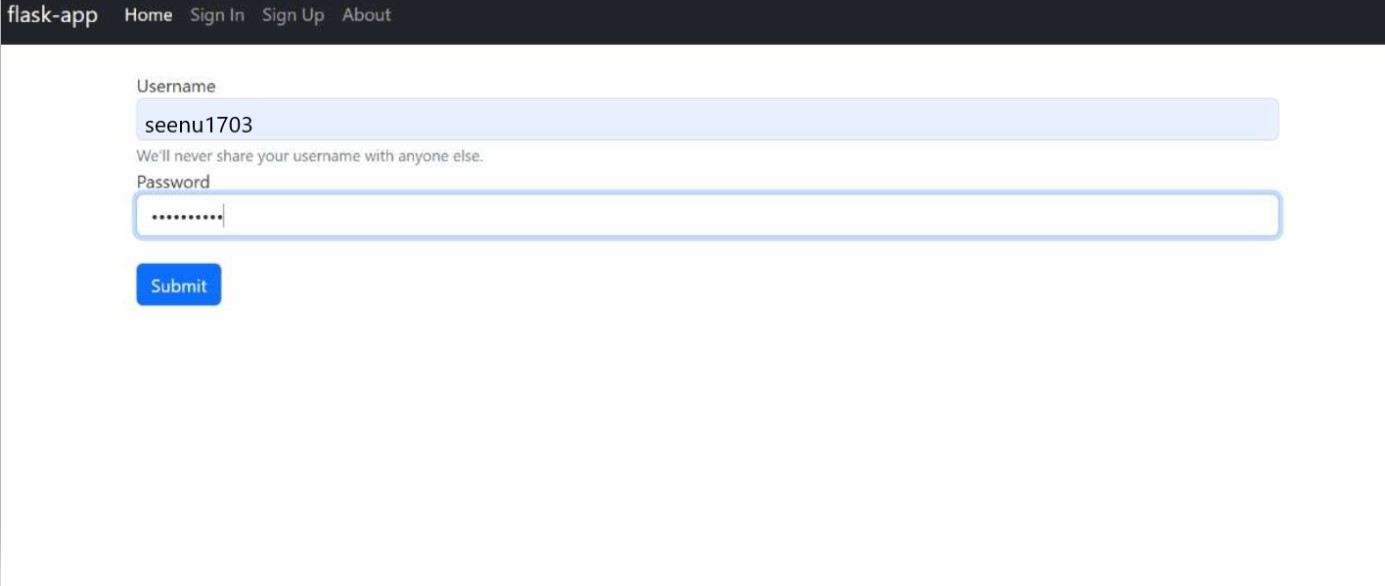 flask-app Home Sign In Sign Up About
Username
seenu1703
We'll never share your username with anyone else.
Password
••••••••••
Submit